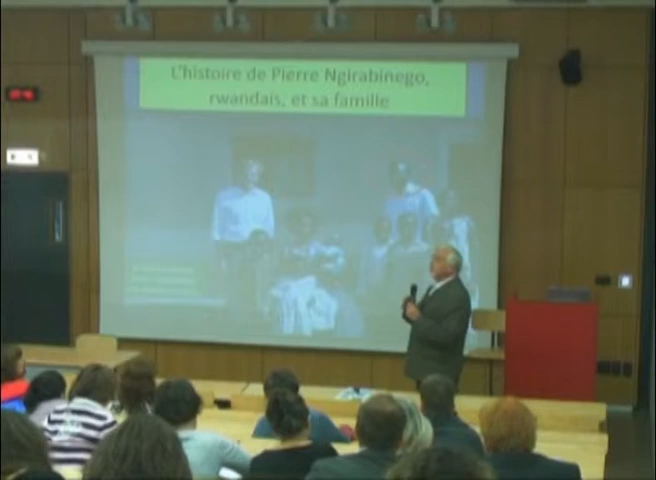 L'histoire de Pierre Ngirabinego,
rwandais, et sa famille